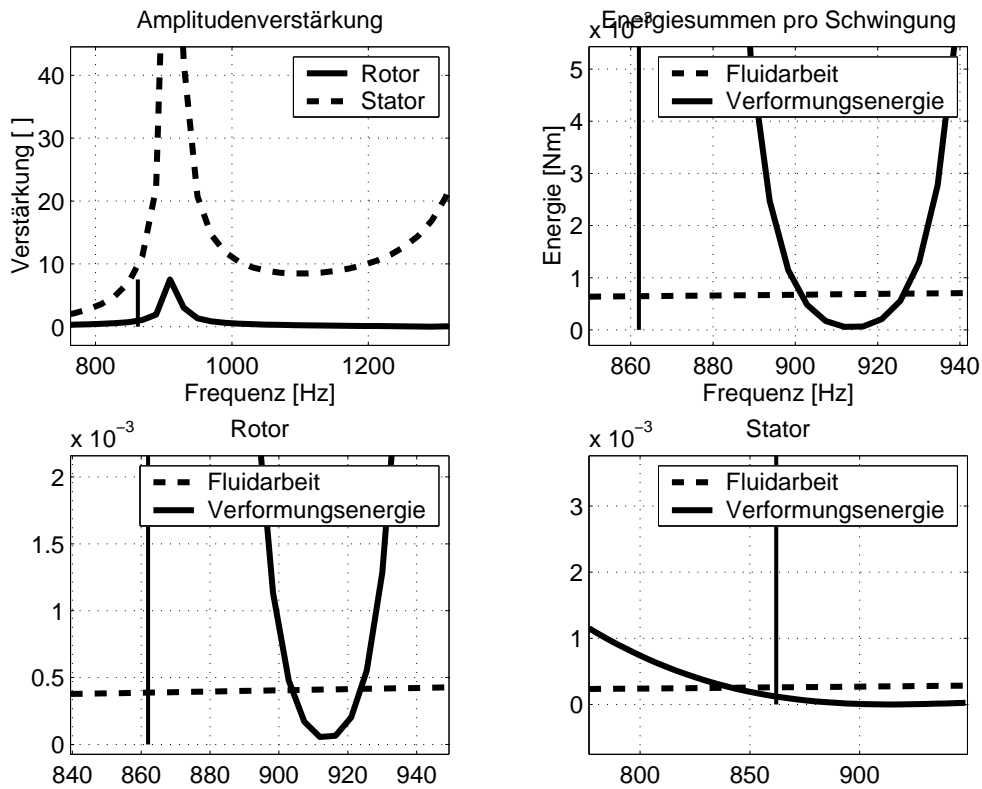 Amplitudenverstärkung
Verstärkung [ ]
40
30
20
10
0
Rotor
Stator
800
1000
1200
Frequenz [Hz]
Energiesummen pro Schwingung
x 10⁻³
Energie [Nm]
5
4
3
2
1
0
Fluidarbeit
Verformungsenergie
860
880
900
920
940
Frequenz [Hz]
Rotor
x 10⁻³
2
1.5
1
0.5
0
Fluidarbeit
Verformungsenergie
840
860
880
900
920
940
Stator
x 10⁻³
3
2
1
0
Fluidarbeit
Verformungsenergie
800
850
900